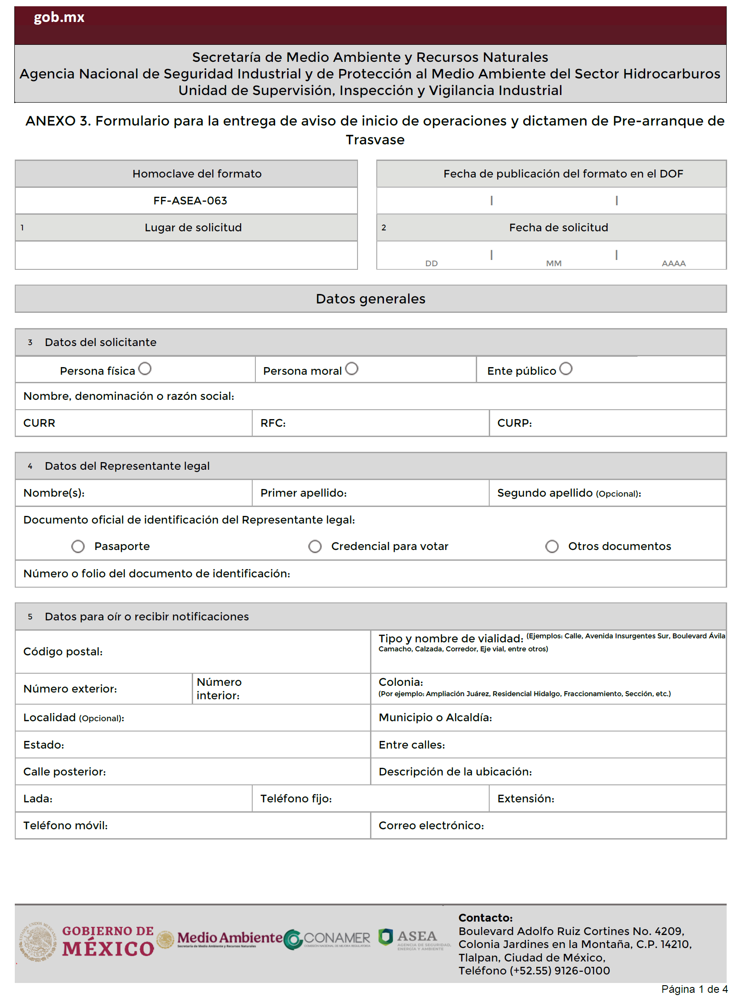 gob.mx
Secretaría de Medio Ambiente y Recursos Naturales
Agencia Nacional de Seguridad Industrial y de Protección al Medio Ambiente del Sector Hidrocarburos
Unidad de Supervisión, Inspección y Vigilancia Industrial
ANEXO 3. Formulario para la entrega de aviso de inicio de operaciones y dictamen de Pre-arranque de
Trasvase
Homoclave del formato
FF-ASEA-063
1 Lugar de solicitud
Fecha de publicación del formato en el DOF
| |
2 Fecha de solicitud
| |
DD MM AAAA
Datos generales
3 Datos del solicitante
Persona física Persona moral Ente público
Nombre, denominación o razón social:
CURR RFC: CURP:
4 Datos del Representante legal
Nombre(s): Primer apellido: Segundo apellido (Opcional):
Documento oficial de identificación del Representante legal:
Pasaporte Credencial para votar Otros documentos
Número o folio del documento de identificación:
5 Datos para oír o recibir notificaciones
Código postal:
Tipo y nombre de vialidad: (Ejemplos: Calle, Avenida Insurgentes Sur, Boulevard Ávila
Camacho, Calzada, Corredor, Eje vial, entre otros)
Número exterior:
Número
interior:
Colonia:
(Por ejemplo: Ampliación Juárez, Residencial Hidalgo, Fraccionamiento, Sección, etc.)
Localidad (Opcional): Municipio o Alcaldía:
Estado: Entre calles:
Calle posterior: Descripción de la ubicación:
Lada: Teléfono fijo: Extensión:
Teléfono móvil: Correo electrónico:
ESTADOS UNIDOS MEXICANOS
GOBIERNO DE
MÉXICO
Medio Ambiente
Secretaría de Medio Ambiente y Recursos Naturales
CONAMER
COMISIÓN NACIONAL DE MEJORA REGULATORIA
ASEA
AGENCIA DE SEGURIDAD,
ENERGÍA Y AMBIENTE
Contacto:
Boulevard Adolfo Ruiz Cortines No. 4209,
Colonia Jardines en la Montaña, C.P. 14210,
Tlalpan, Ciudad de México,
Teléfono (+52.55) 9126-0100
Página 1 de 4